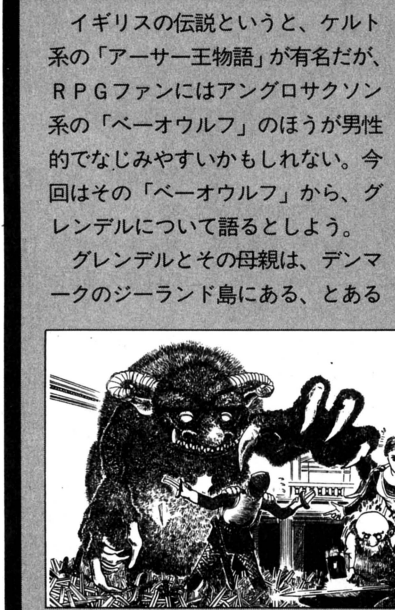 イギリスの伝説というと、ケルト
系の「アーサー王物語」が有名だが、
RPGファンにはアングロサクソン
系の「ベーオウルフ」のほうが男性
的でなじみやすいかもしれない。今
回はその「ベーオウルフ」から、グ
レンデルについて語るとしよう。
グレンデルとその母親は、デンマ
ークのジーランド島にある、とある